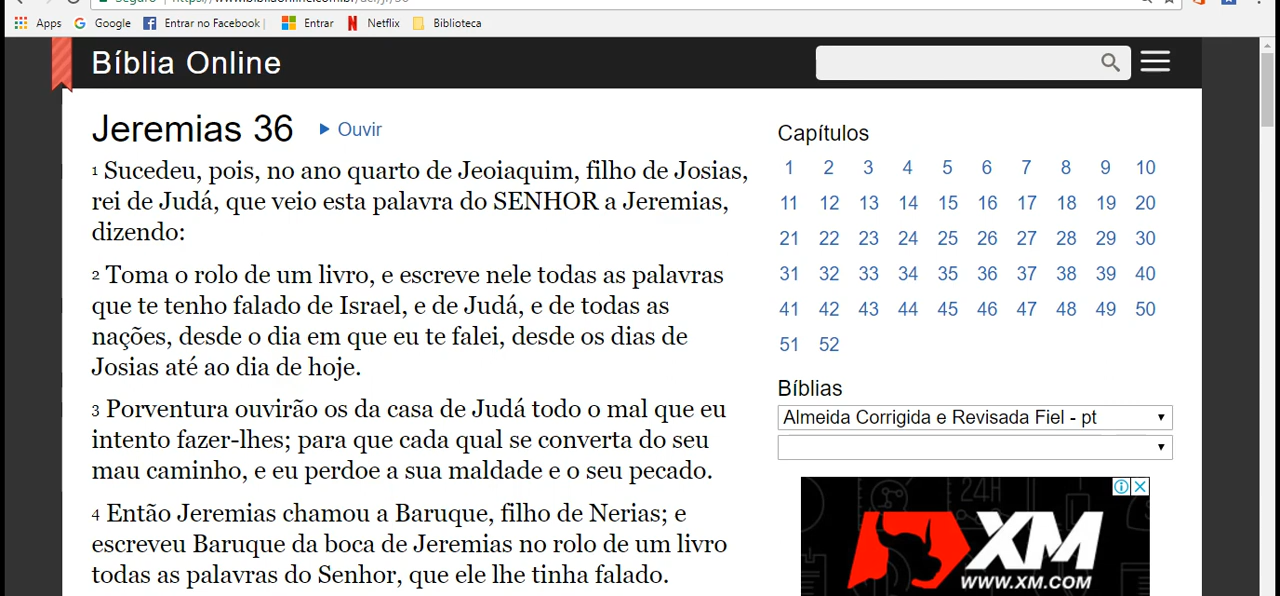 Apps Google Entrar no Facebook | Entrar Netflix Biblioteca
Bíblia Online
Jeremias 36 Ouvir
1 Sucedeu, pois, no ano quarto de Jeoiaquim, filho de Josias,
rei de Judá, que veio esta palavra do SENHOR a Jeremias,
dizendo:
2 Toma o rolo de um livro, e escreve nele todas as palavras
que te tenho falado de Israel, e de Judá, e de todas as
nações, desde o dia em que eu te falei, desde os dias de
Josias até ao dia de hoje.
3 Porventura ouvirão os da casa de Judá todo o mal que eu
intento fazer-lhes; para que cada qual se converta do seu
mau caminho, e eu perdoe a sua maldade e o seu pecado.
4 Então Jeremias chamou a Baruque, filho de Nerias; e
escreveu Baruque da boca de Jeremias no rolo de um livro
todas as palavras do Senhor, que ele lhe tinha falado.
Capítulos
1 2 3 4 5 6 7 8 9 10
11 12 13 14 15 16 17 18 19 20
21 22 23 24 25 26 27 28 29 30
31 32 33 34 35 36 37 38 39 40
41 42 43 44 45 46 47 48 49 50
51 52
Bíblias
Almeida Corrigida e Revisada Fiel - pt
24H
XM
WWW.XM.COM